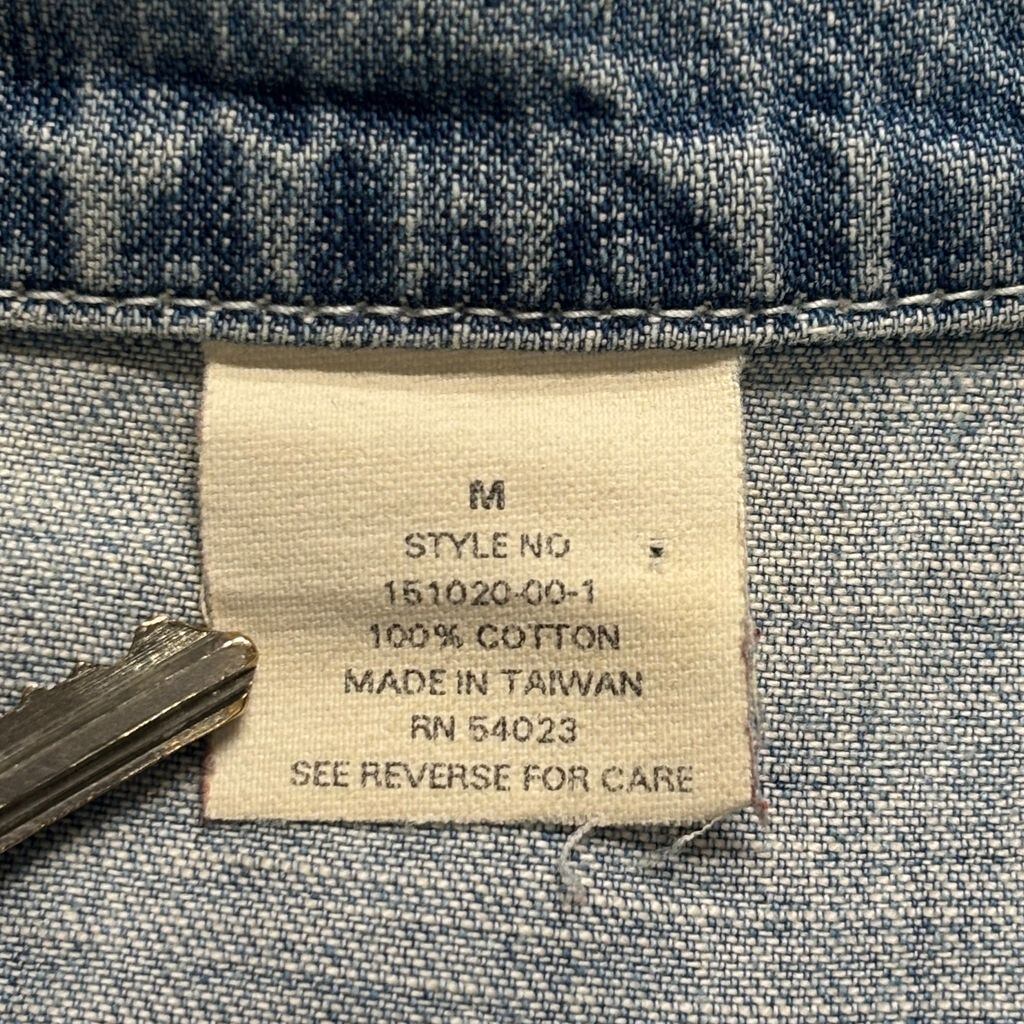 M
STYLE NO
151020-00-1
100% COTTON
MADE IN TAIWAN
RN 54023
SEE REVERSE FOR CARE